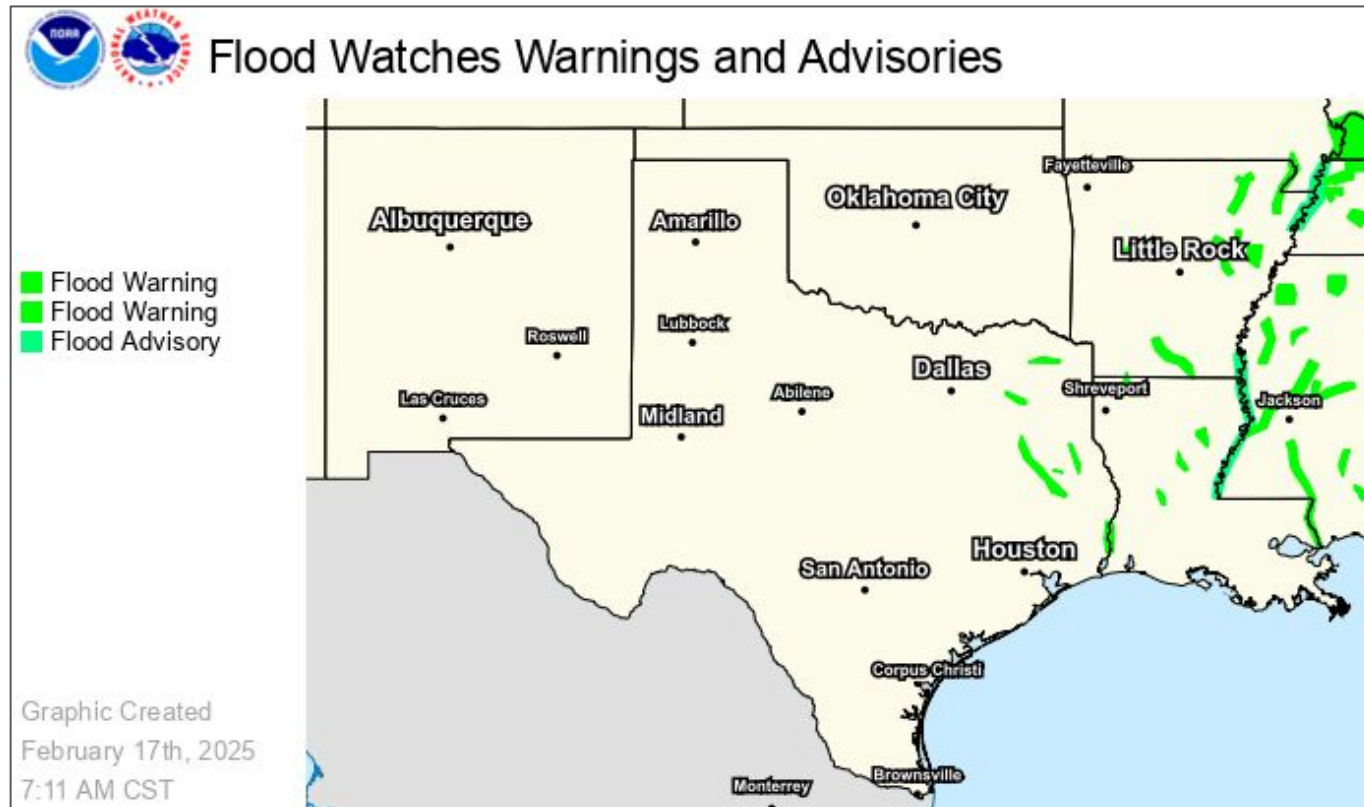 NOAA
NATIONAL WEATHER SERVICE
Flood Watches Warnings and Advisories
Flood Warning
Flood Warning
Flood Advisory
Fayetteville
Oklahoma City
Albuquerque
Amarillo
Little Rock
Lubbock
Roswell
Dallas
Shreveport
Abilene
Las Cruces
Jackson
Midland
Houston
San Antonio
Corpus Christi
Brownsville
Monterrey
Graphic Created
February 17th, 2025
7:11 AM CST